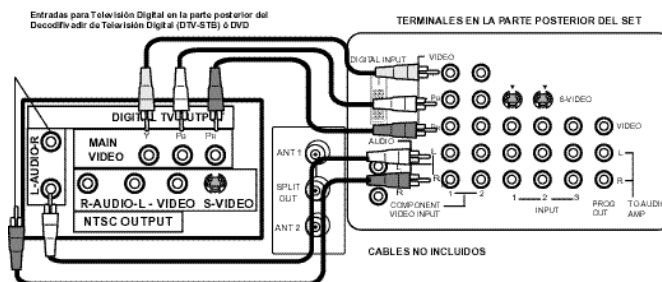 Entradas para Televisión Digital en la parte posterior del
Decodifivadir de Televisión Digital (DTV-STB) ó DVD
TERMINALES EN LA PARTE POSTERIOR DEL SET
DIGITAL INPUT
VIDEO
DIGITAL TV OUTPUT
Y PB PR
MAIN
VIDEO
L-AUDIO-R
R-AUDIO-L - VIDEO S-VIDEO
NTSC OUTPUT
ANT 1
SPLIT
OUT
ANT 2
PB
PR
S-VIDEO
VIDEO
AUDIO
L
R
R
L
R
1 2
COMPONENT
VIDEO INPUT
1 2 3
INPUT
PROG
OUT
TO AUDIO
AMP
CABLES NO INCLUIDOS